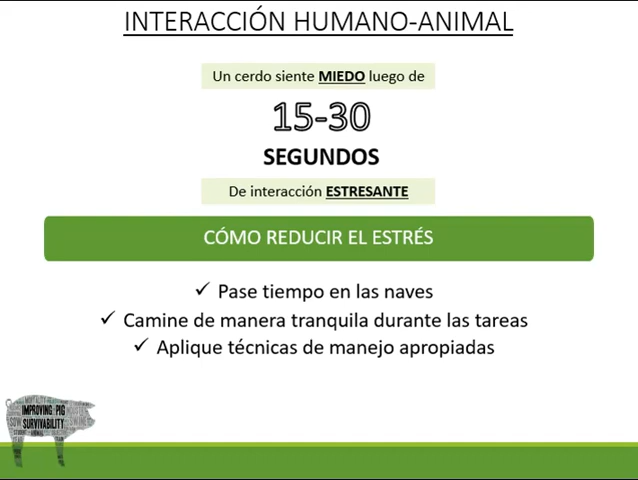 INTERACCIÓN HUMANO-ANIMAL
Un cerdo siente MIEDO luego de
15-30
SEGUNDOS
De interacción ESTRESANTE
CÓMO REDUCIR EL ESTRÉS
✓ Pase tiempo en las naves
✓ Camine de manera tranquila durante las tareas
✓ Aplique técnicas de manejo apropiadas
IMPROVING PIG
SURVIVABILITY